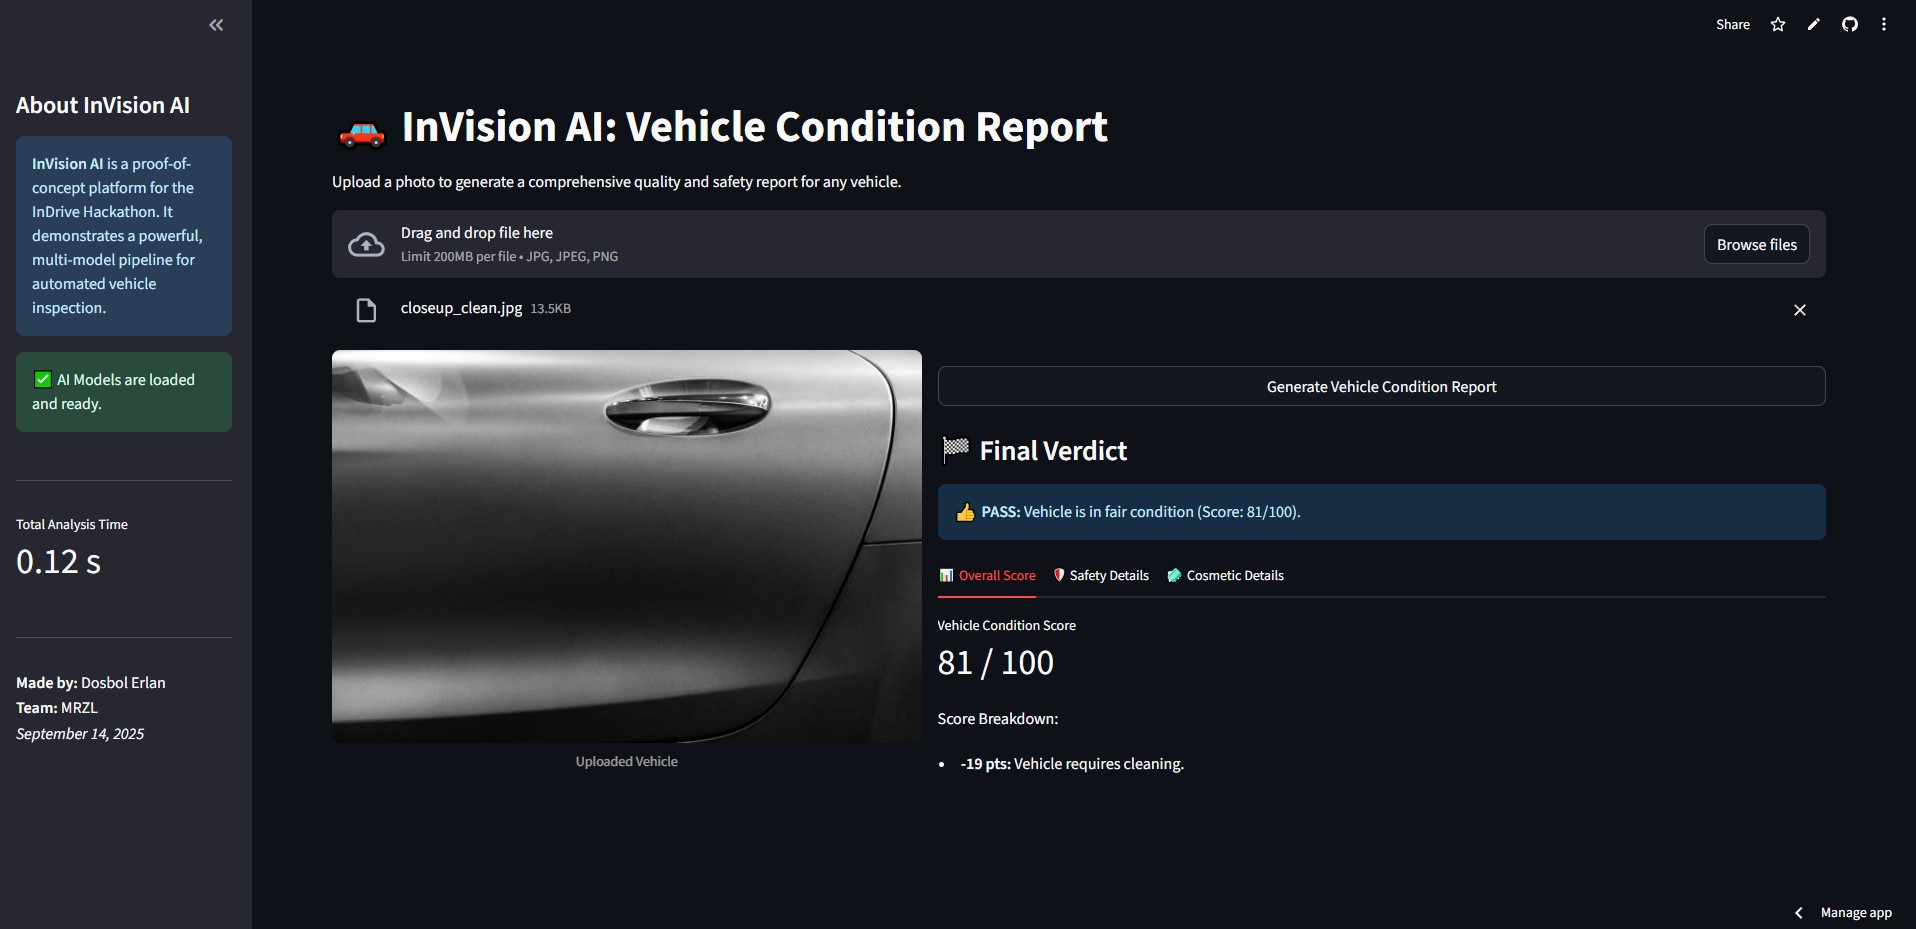 Share
About InVision AI
InVision AI is a proof-of-
concept platform for the
InDrive Hackathon. It
demonstrates a powerful,
multi-model pipeline for
automated vehicle
inspection.
✅ AI Models are loaded
and ready.
Total Analysis Time
0.12 s
Made by: Dosbol Erlan
Team: MRZL
September 14, 2025
🚗 InVision AI: Vehicle Condition Report
Upload a photo to generate a comprehensive quality and safety report for any vehicle.
Drag and drop file here
Limit 200MB per file • JPG, JPEG, PNG
Browse files
closeup_clean.jpg 13.5KB
Uploaded Vehicle
Generate Vehicle Condition Report
🏁 Final Verdict
👍 PASS: Vehicle is in fair condition (Score: 81/100).
📊 Overall Score
🛡️ Safety Details
🧼 Cosmetic Details
Vehicle Condition Score
81 / 100
Score Breakdown:
• -19 pts: Vehicle requires cleaning.
Manage app